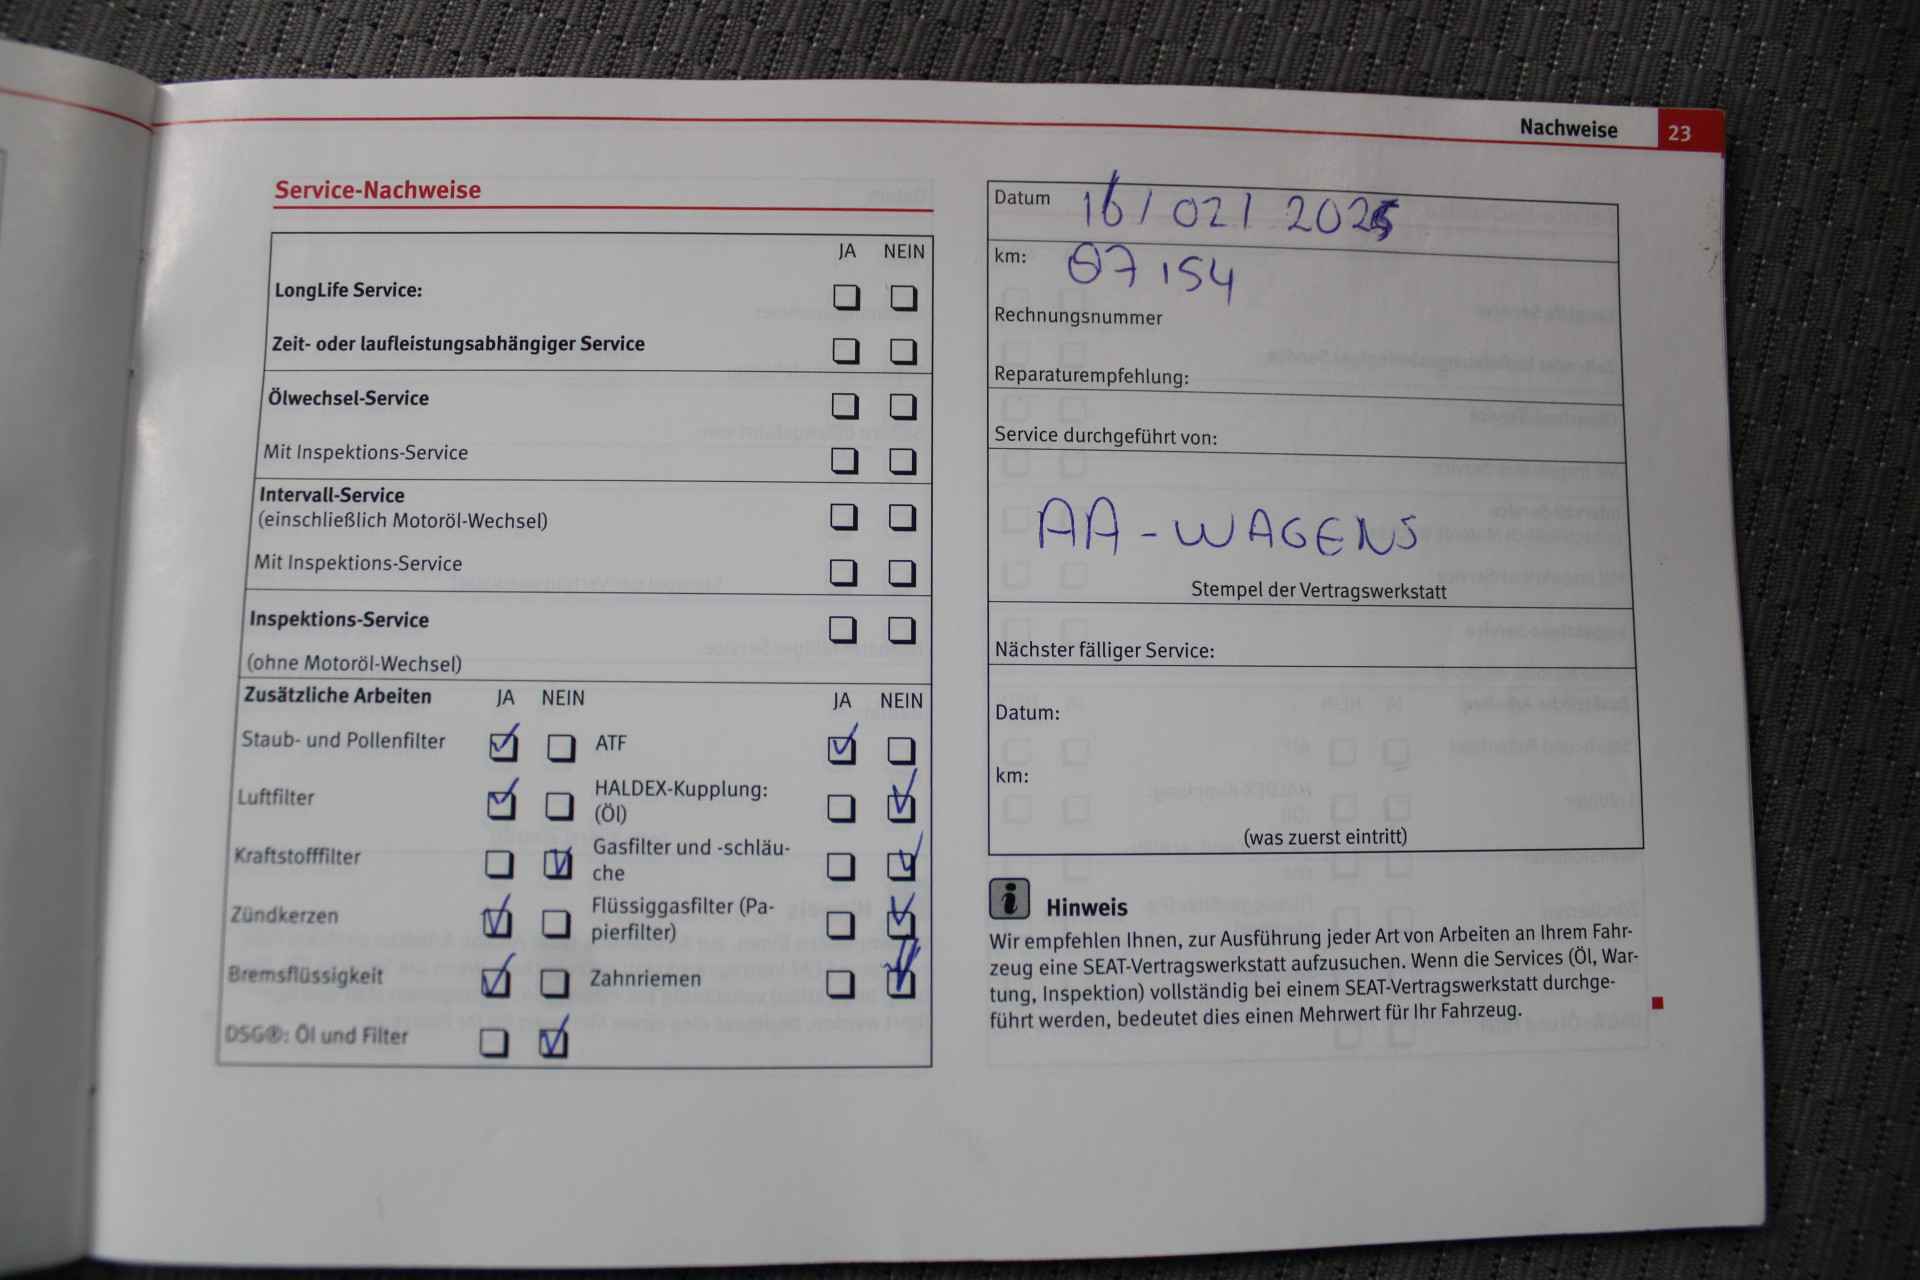 Nachweise 23
Service-Nachweise
JA NEIN
LongLife Service:
Zeit- oder laufleistungsabhängiger Service
Ölwechsel-Service
Mit Inspektions-Service
Intervall-Service
(einschließlich Motoröl-Wechsel)
Mit Inspektions-Service
Inspektions-Service
(ohne Motoröl-Wechsel)
Zusätzliche Arbeiten JA NEIN JA NEIN
Staub- und Pollenfilter
ATF
Luftfilter
HALDEX-Kupplung:
(Öl)
Kraftstofffilter
Gasfilter und -schläu-
che
Zündkerzen
Flüssiggasfilter (Pa-
pierfilter)
Bremsflüssigkeit
Zahnriemen
DSG®: Öl und Filter
Datum 16/02/2025
km: 87154
Rechnungsnummer
Reparaturempfehlung:
Service durchgeführt von:
AA-WAGENS
Stempel der Vertragswerkstatt
Nächster fälliger Service:
Datum:
km:
(was zuerst eintritt)
Hinweis
Wir empfehlen Ihnen, zur Ausführung jeder Art von Arbeiten an Ihrem Fahr-
zeug eine SEAT-Vertragswerkstatt aufzusuchen. Wenn die Services (Öl, War-
tung, Inspektion) vollständig bei einem SEAT-Vertragswerkstatt durchge-
führt werden, bedeutet dies einen Mehrwert für Ihr Fahrzeug.